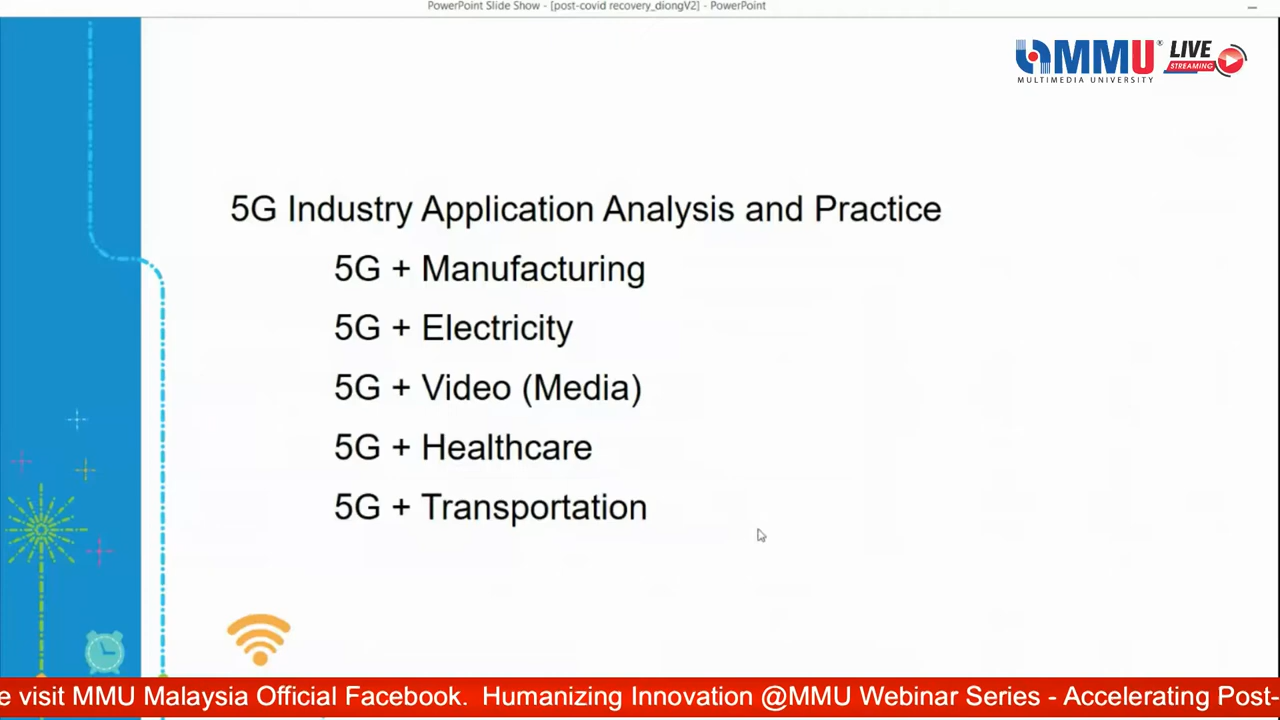 PowerPoint Slide Show - [post-covid recovery_diongV2] - PowerPoint
MMU® LIVE
MULTIMEDIA UNIVERSITY STREAMING
5G Industry Application Analysis and Practice
5G + Manufacturing
5G + Electricity
5G + Video (Media)
5G + Healthcare
5G + Transportation
e visit MMU Malaysia Official Facebook. Humanizing Innovation @MMU Webinar Series - Accelerating Post-